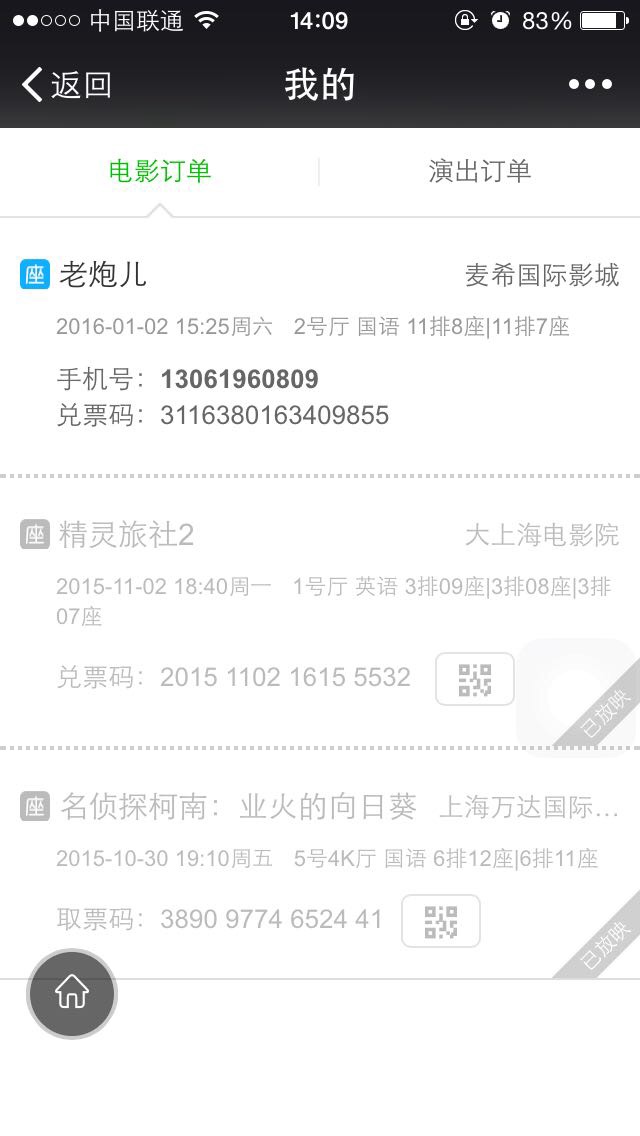 中国联通 14:09 83%
返回 我的
电影订单 演出订单
座 老炮儿 麦希国际影城
2016-01-02 15:25周六 2号厅 国语 11排8座|11排7座
手机号：13061960809
兑票码：3116380163409855
座 精灵旅社2 大上海电影院
2015-11-02 18:40周一 1号厅 英语 3排09座|3排08座|3排
07座
兑票码：2015 1102 1615 5532
已放映
座 名侦探柯南：业火的向日葵 上海万达国际...
2015-10-30 19:10周五 5号4K厅 国语 6排12座|6排11座
取票码：3890 9774 6524 41
已放映